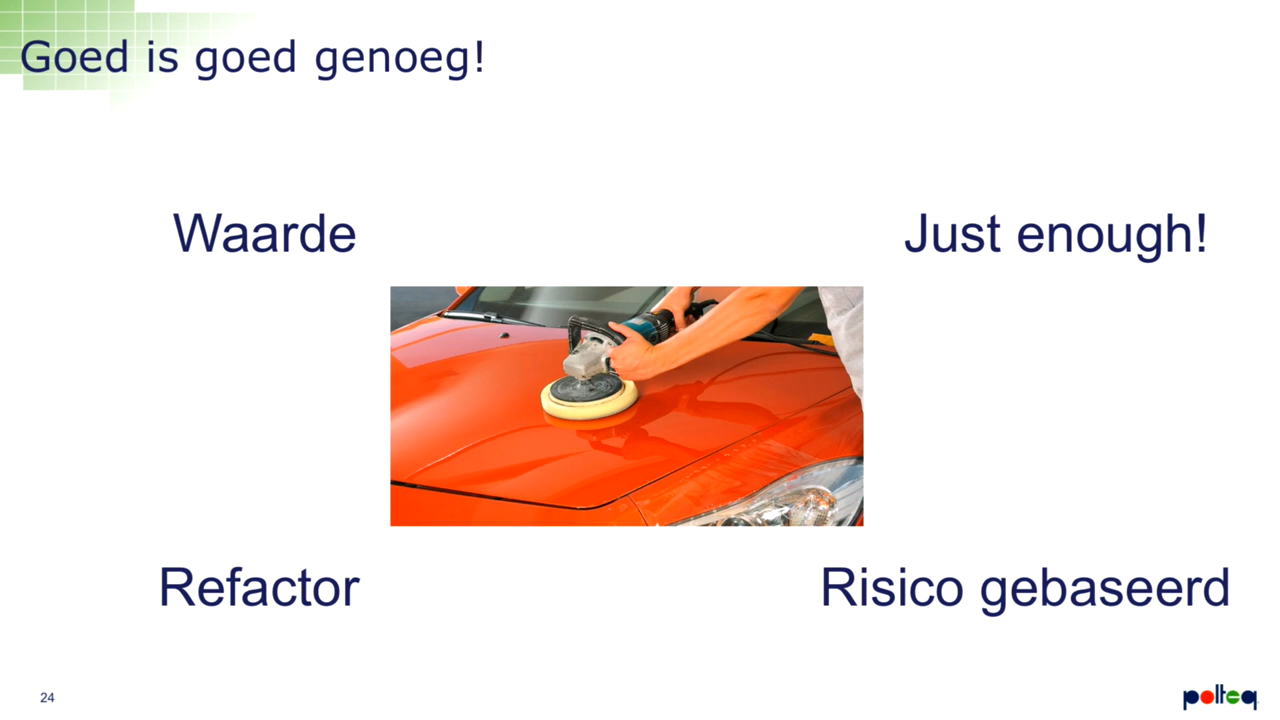 Goed is goed genoeg!
Waarde
Just enough!
Refactor
Risico gebaseerd
24
polteq